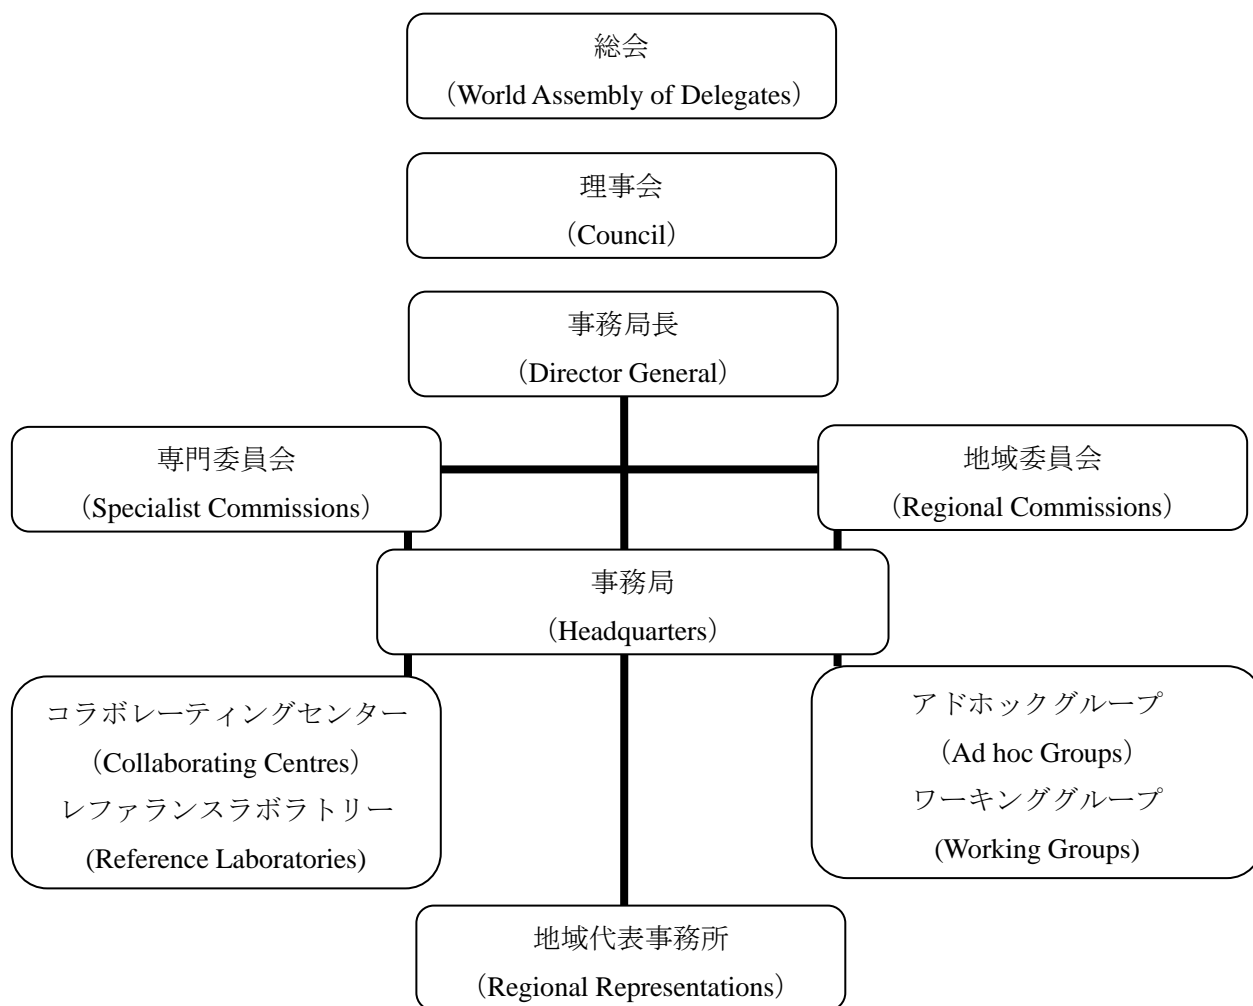 総会
（World Assembly of Delegates）
理事会
（Council）
事務局長
（Director General）
専門委員会
（Specialist Commissions）
地域委員会
（Regional Commissions）
事務局
（Headquarters）
コラボレーティングセンター
（Collaborating Centres）
レファランスラボラトリー
(Reference Laboratories)
アドホックグループ
（Ad hoc Groups）
ワーキンググループ
(Working Groups)
地域代表事務所
（Regional Representations）